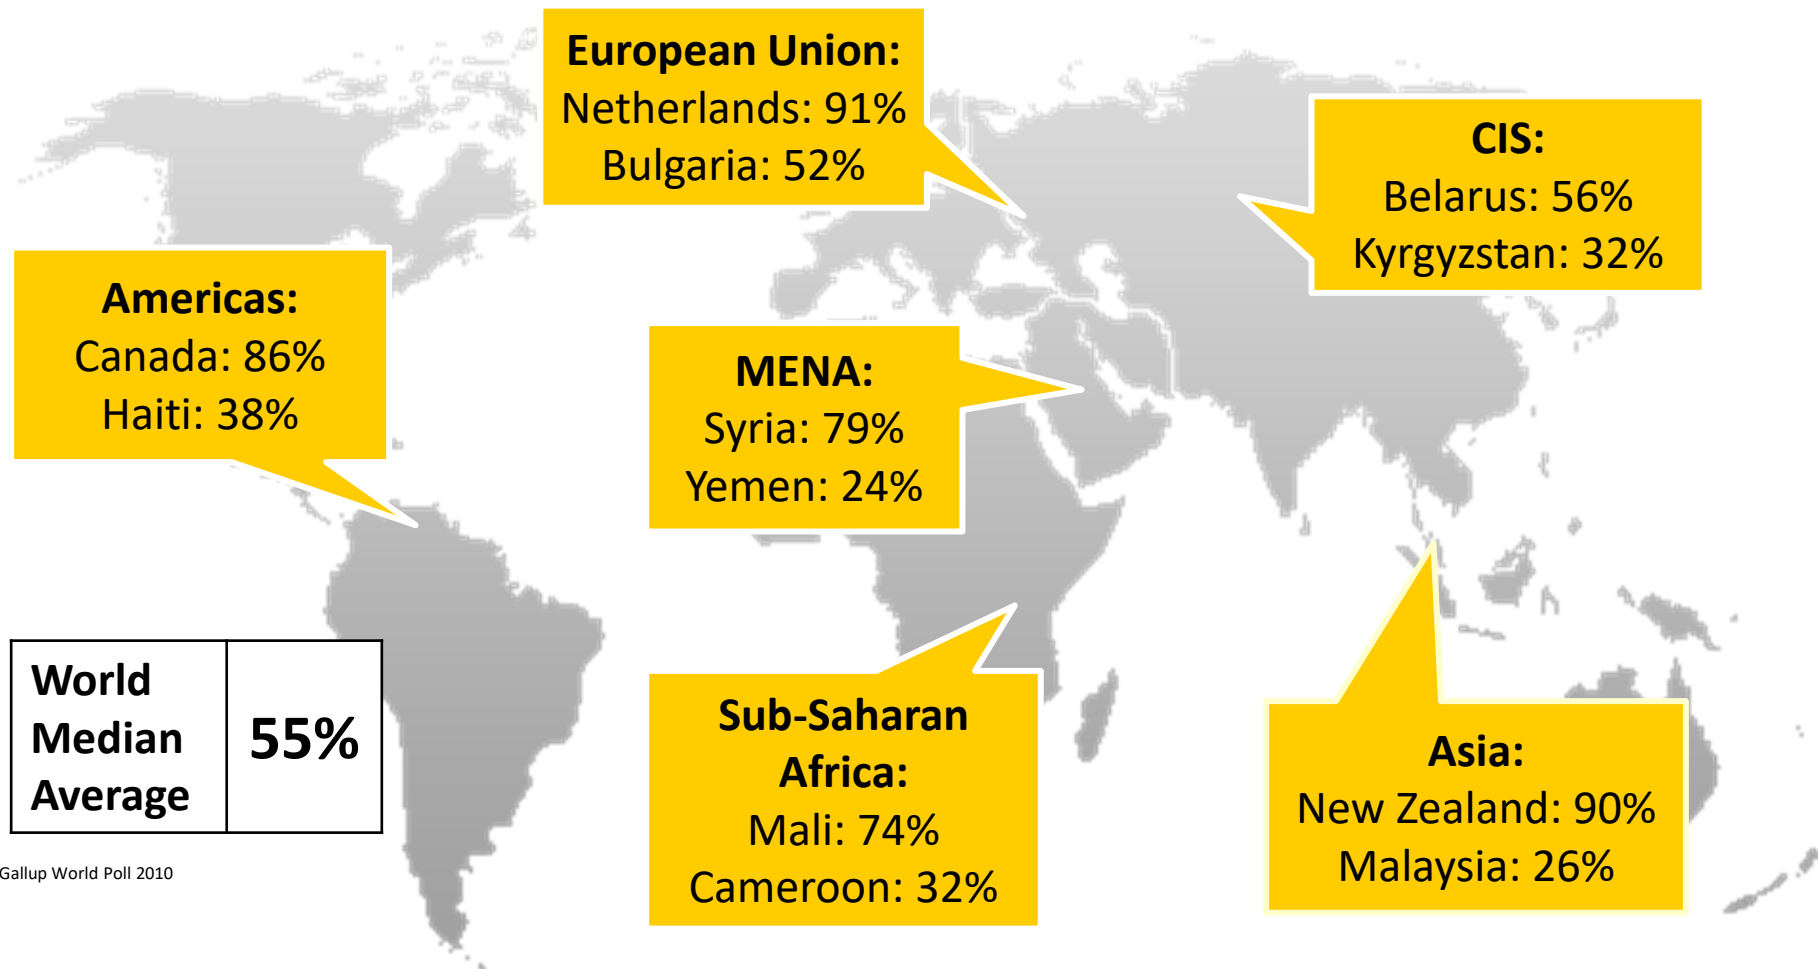 European Union:
Netherlands: 91%
Bulgaria: 52%
CIS:
Belarus: 56%
Kyrgyzstan: 32%
Americas:
Canada: 86%
Haiti: 38%
MENA:
Syria: 79%
Yemen: 24%
World
Median
Average
55%
Sub-Saharan
Africa:
Mali: 74%
Cameroon: 32%
Asia:
New Zealand: 90%
Malaysia: 26%
Gallup World Poll 2010